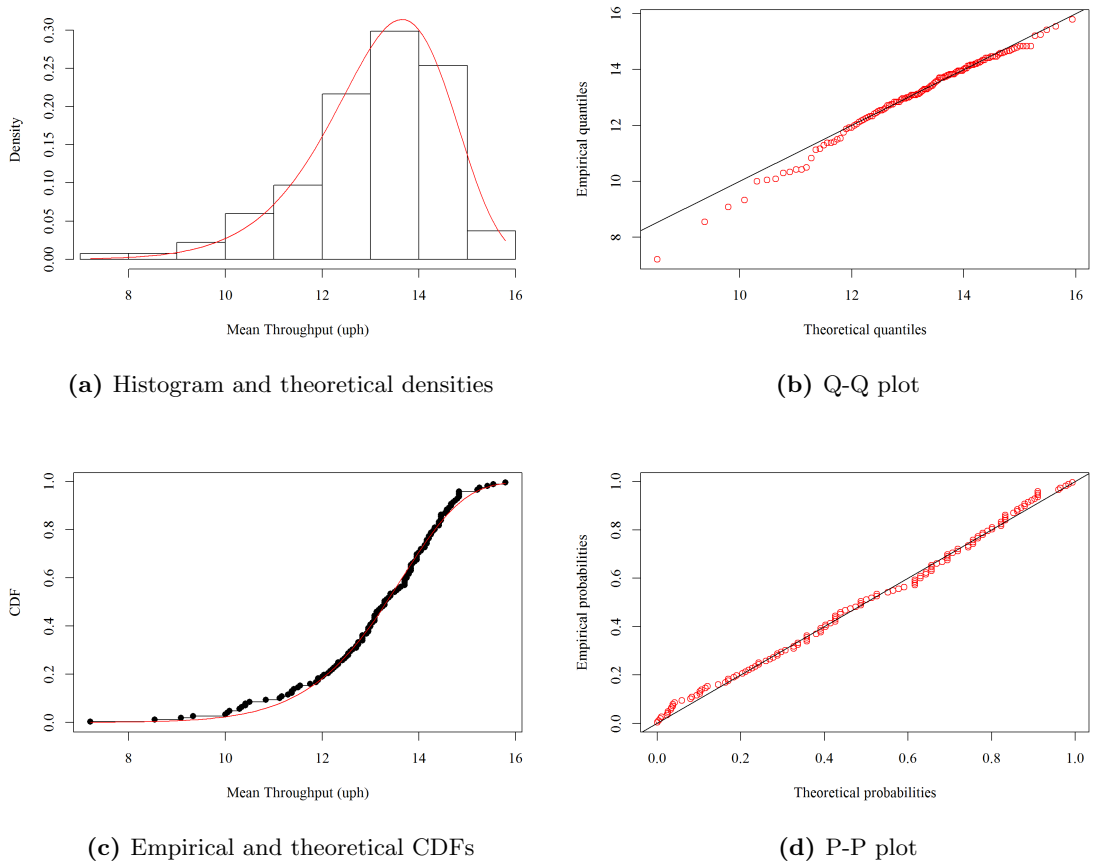 0.00 0.05 0.10 0.15 0.20 0.25 0.30
Density
8 10 12 14 16
Mean Throughput (uph)
(a) Histogram and theoretical densities
8 10 12 14 16
Empirical quantiles
10 12 14 16
Theoretical quantiles
(b) Q-Q plot
0.0 0.2 0.4 0.6 0.8 1.0
CDF
8 10 12 14 16
Mean Throughput (uph)
(c) Empirical and theoretical CDFs
0.0 0.2 0.4 0.6 0.8 1.0
Empirical probabilities
0.0 0.2 0.4 0.6 0.8 1.0
Theoretical probabilities
(d) P-P plot